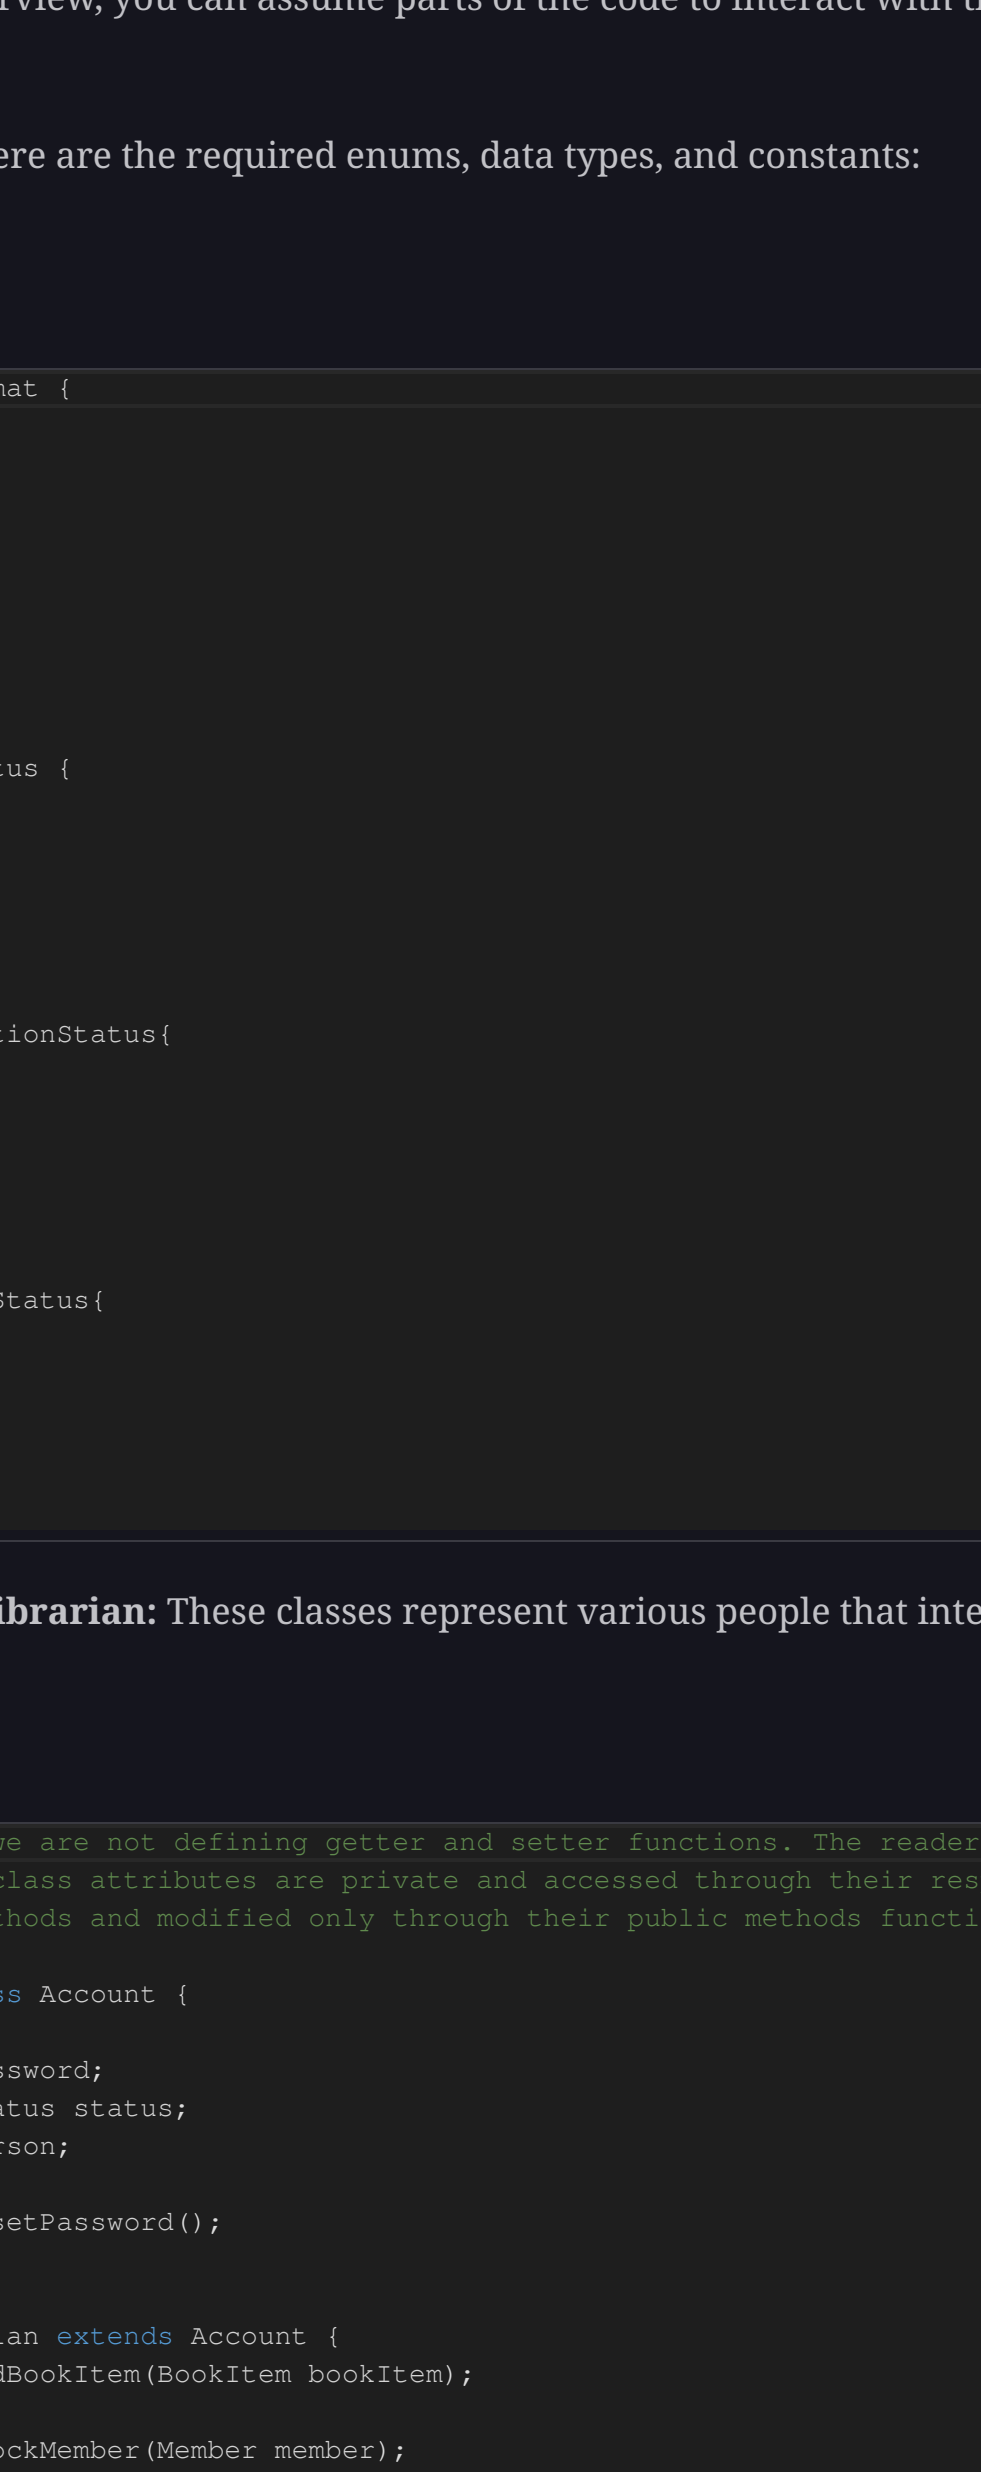 rview, you can assume parts of the code to interact with t
ere are the required enums, data types, and constants:
mat {
tus {
tionStatus{
Status{
ibrarian: These classes represent various people that inte
we are not defining getter and setter functions. The reader
class attributes are private and accessed through their res
thods and modified only through their public methods functi
ss Account {
ssword;
atus status;
rson;
setPassword();
ian extends Account {
dBookItem(BookItem bookItem);
ockMember(Member member);